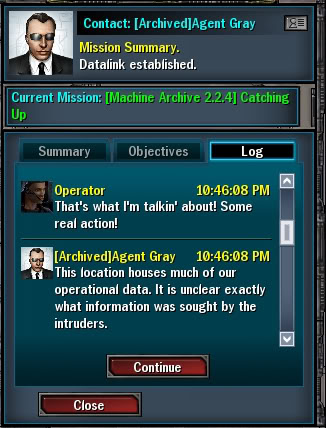 Contact: [Archived]Agent Gray
Mission Summary.
Datalink established.
Current Mission: [Machine Archive 2.2.4] Catching
Up
Summary Objectives Log
Operator 10:46:08 PM
That's what I'm talkin' about! Some
real action!
[Archived]Agent Gray 10:46:08 PM
This location houses much of our
operational data. It is unclear exactly
what information was sought by the
intruders.
Continue
Close